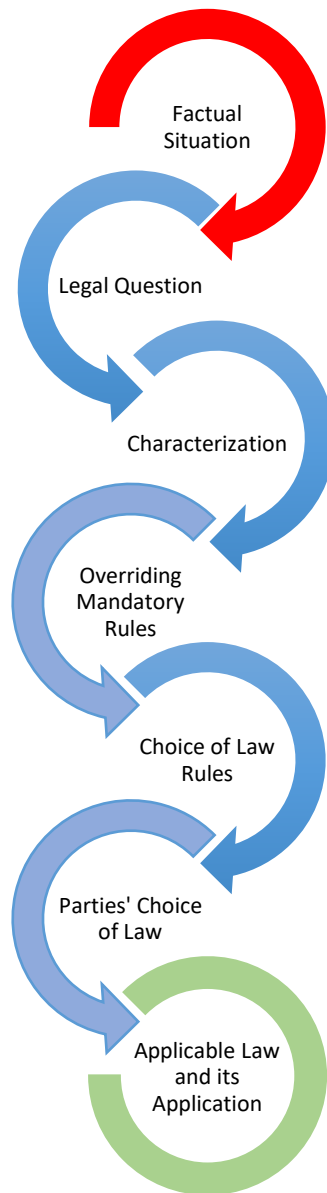 Factual
Situation
Legal Question
Characterization
Overriding
Mandatory
Rules
Choice of Law
Rules
Parties' Choice
of Law
Applicable Law
and its
Application